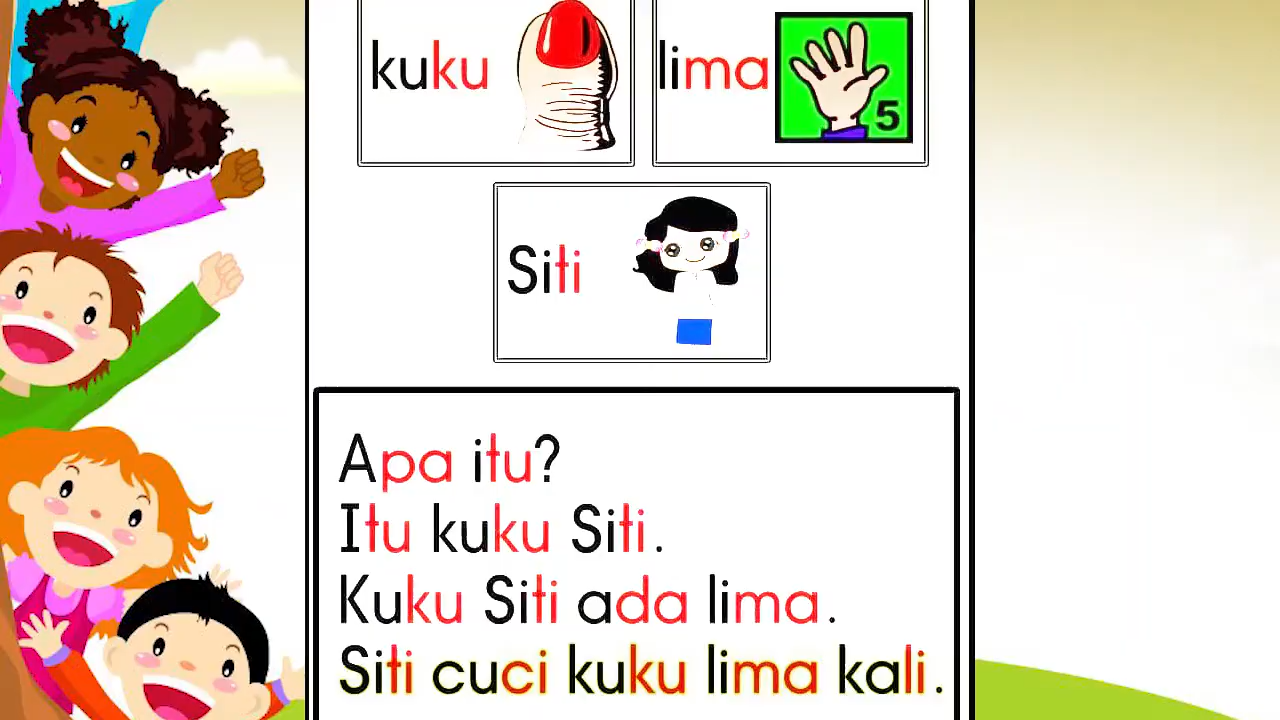 kuku
lima
5
Siti
Apa itu?
Itu kuku Siti.
Kuku Siti ada lima.
Siti cuci kuku lima kali.